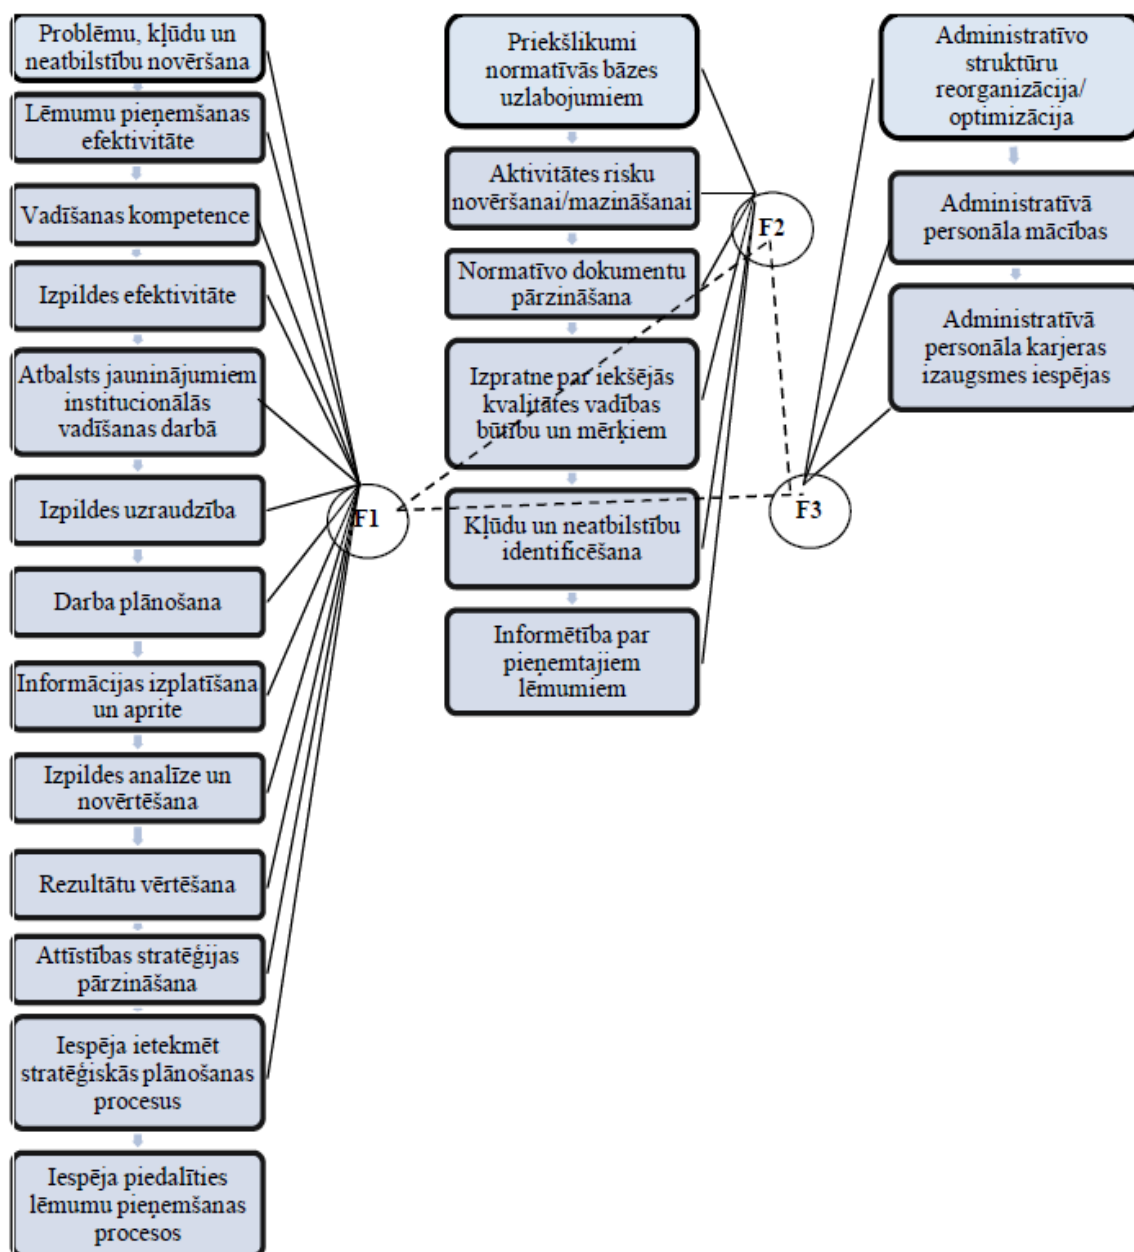 Problēmu, kļūdu un
neatbilstību novēršana
Lēmumu pieņemšanas
efektivitāte
Vadīšanas kompetence
Izpildes efektivitāte
Atbalsts jauninājumiem
institucionālās
vadīšanas darbā
Izpildes uzraudzība
Darba plānošana
Informācijas izplatīšana
un aprite
Izpildes analīze un
novērtēšana
Rezultātu vērtēšana
Attīstības stratēģijas
pārzināšana
Iespēja ietekmēt
stratēģiskās plānošanas
procesus
Iespēja piedalīties
lēmumu pieņemšanas
procesos
F1
Priekšlikumi
normatīvās bāzes
uzlabojumiem
Aktivitātes risku
novēršanai/mazināšanai
Normatīvo dokumentu
pārzināšana
Izpratne par iekšējās
kvalitātes vadības
būtību un mērķiem
Kļūdu un neatbilstību
identificēšana
Informētība par
pieņemtajiem
lēmumiem
F2
Administratīvo
struktūru
reorganizācija/
optimizācija
Administratīvā
personāla mācības
Administratīvā
personāla karjeras
izaugsmes iespējas
F3